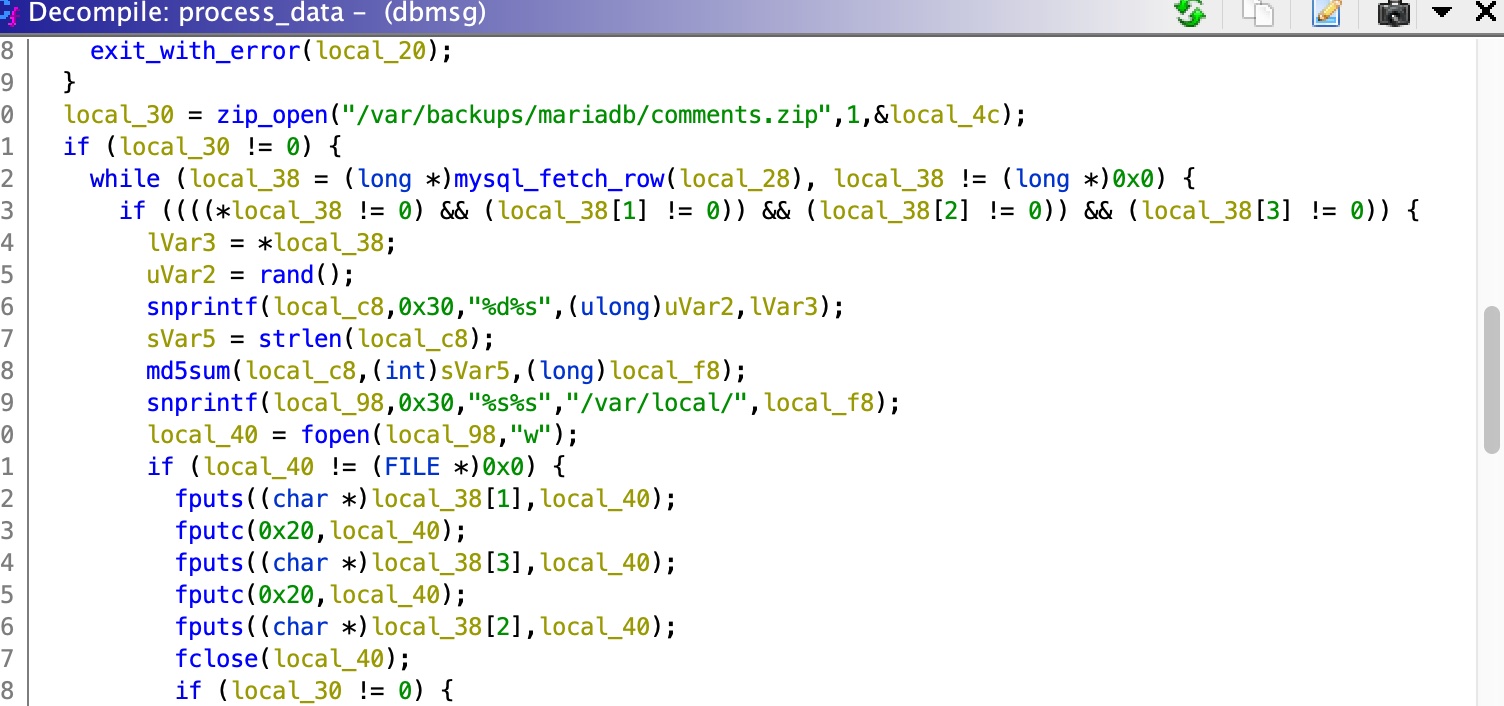 Decompile: process_data – (dbmsg)
8 exit_with_error(local_20);
9 }
0 local_30 = zip_open("/var/backups/mariadb/comments.zip",1,&local_4c);
1 if (local_30 != 0) {
2 while (local_38 = (long *)mysql_fetch_row(local_28), local_38 != (long *)0x0) {
3 if ((((*local_38 != 0) && (local_38[1] != 0)) && (local_38[2] != 0)) && (local_38[3] != 0)) {
4 lVar3 = *local_38;
5 uVar2 = rand();
6 snprintf(local_c8,0x30,"%d%s",(ulong)uVar2,lVar3);
7 sVar5 = strlen(local_c8);
8 md5sum(local_c8,(int)sVar5,(long)local_f8);
9 snprintf(local_98,0x30,"%s%s","/var/local/",local_f8);
0 local_40 = fopen(local_98,"w");
1 if (local_40 != (FILE *)0x0) {
2 fputs((char *)local_38[1],local_40);
3 fputc(0x20,local_40);
4 fputs((char *)local_38[3],local_40);
5 fputc(0x20,local_40);
6 fputs((char *)local_38[2],local_40);
7 fclose(local_40);
8 if (local_30 != 0) {